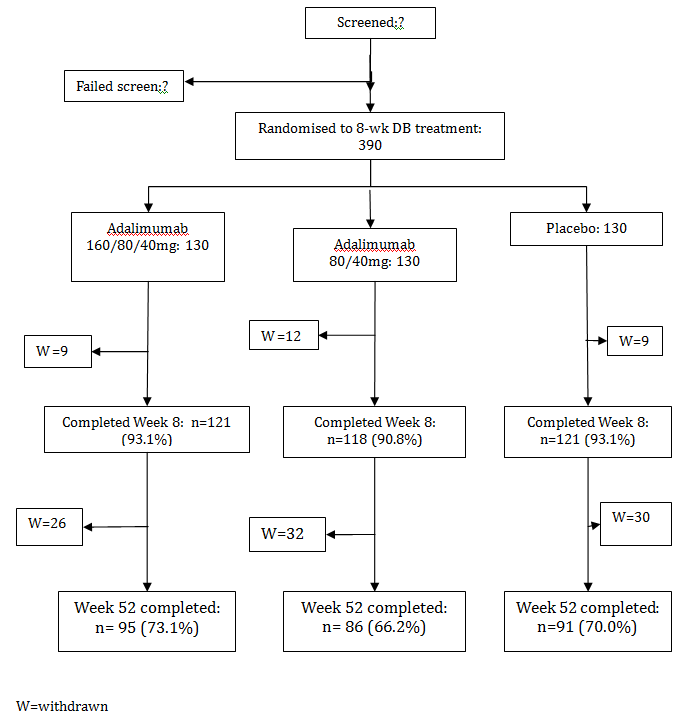 Screened:?
Failed screen:?
Randomised to 8-wk DB treatment:
390
Adalimumab
160/80/40mg: 130
Adalimumab
80/40mg: 130
Placebo: 130
W=9
W=12
W=9
Completed Week 8: n=121
(93.1%)
Completed Week 8:
n=118 (90.8%)
Completed Week 8:
n=121 (93.1%)
W=26
W=32
W=30
Week 52 completed:
n= 95 (73.1%)
Week 52 completed:
n= 86 (66.2%)
Week 52 completed:
n=91 (70.0%)
W=withdrawn